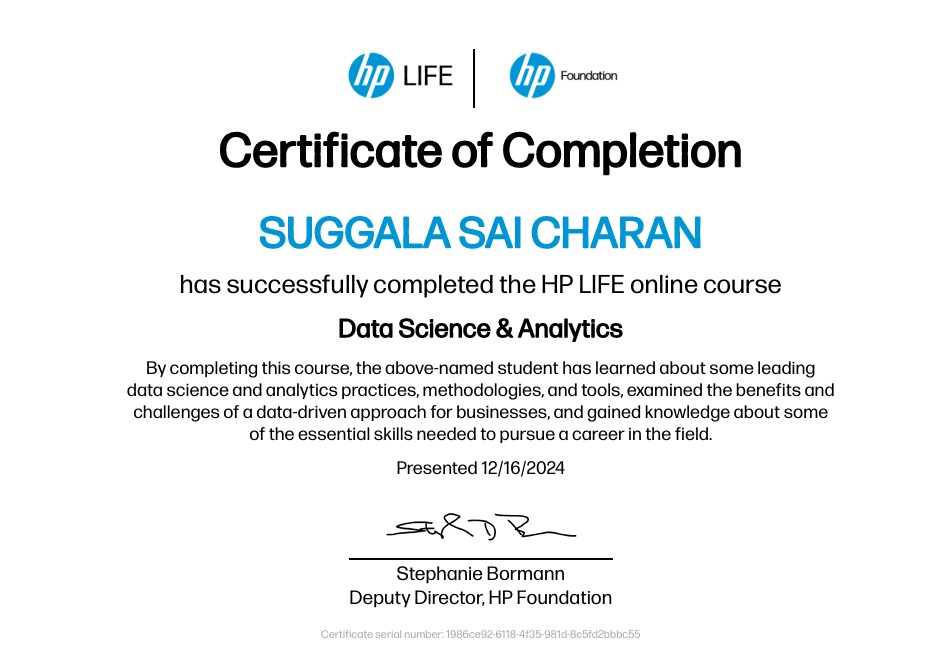 hp LIFE | hp Foundation
Certificate of Completion
SUGGALA SAI CHARAN
has successfully completed the HP LIFE online course
Data Science & Analytics
By completing this course, the above-named student has learned about some leading
data science and analytics practices, methodologies, and tools, examined the benefits and
challenges of a data-driven approach for businesses, and gained knowledge about some
of the essential skills needed to pursue a career in the field.
Presented 12/16/2024
Stephanie Bormann
Deputy Director, HP Foundation
Certificate serial number: 1986ce92-6118-4f35-981d-8c5fd2bbbc55